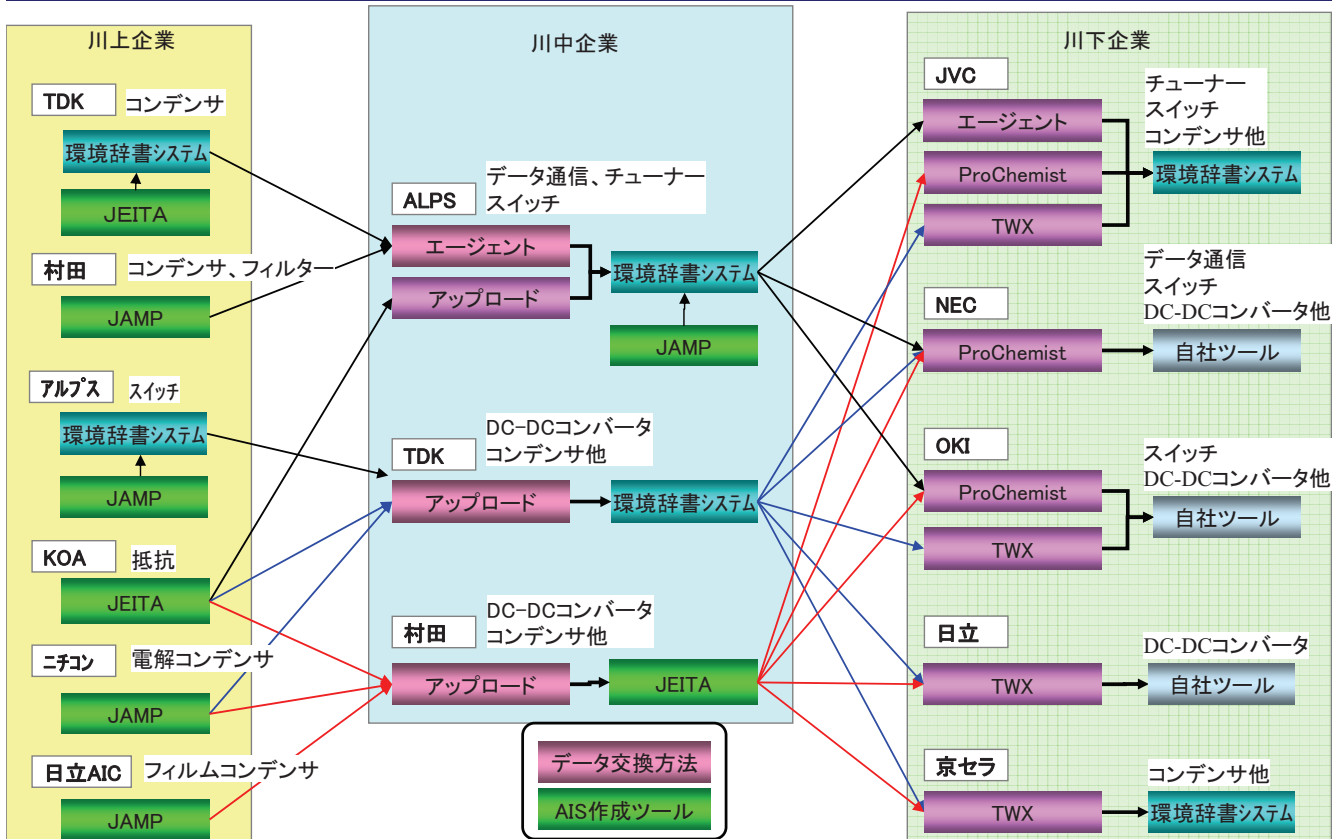 川上企業
TDK
コンデンサ
環境辞書システム
JEITA
村田
コンデンサ、フィルター
JAMP
アルプス
スイッチ
環境辞書システム
JAMP
KOA
抵抗
JEITA
ニチコン
電解コンデンサ
JAMP
日立AIC
フィルムコンデンサ
JAMP
川中企業
ALPS
データ通信、チューナー
スイッチ
エージェント
アップロード
環境辞書システム
JAMP
TDK
DC-DCコンバータ
コンデンサ他
アップロード
環境辞書システム
村田
DC-DCコンバータ
コンデンサ他
アップロード
JEITA
データ交換方法
AIS作成ツール
川下企業
JVC
チューナー
スイッチ
コンデンサ他
エージェント
ProChemist
TWX
環境辞書システム
NEC
データ通信
スイッチ
DC-DCコンバータ他
ProChemist
自社ツール
OKI
スイッチ
DC-DCコンバータ他
ProChemist
TWX
自社ツール
日立
DC-DCコンバータ
TWX
自社ツール
京セラ
コンデンサ他
TWX
環境辞書システム